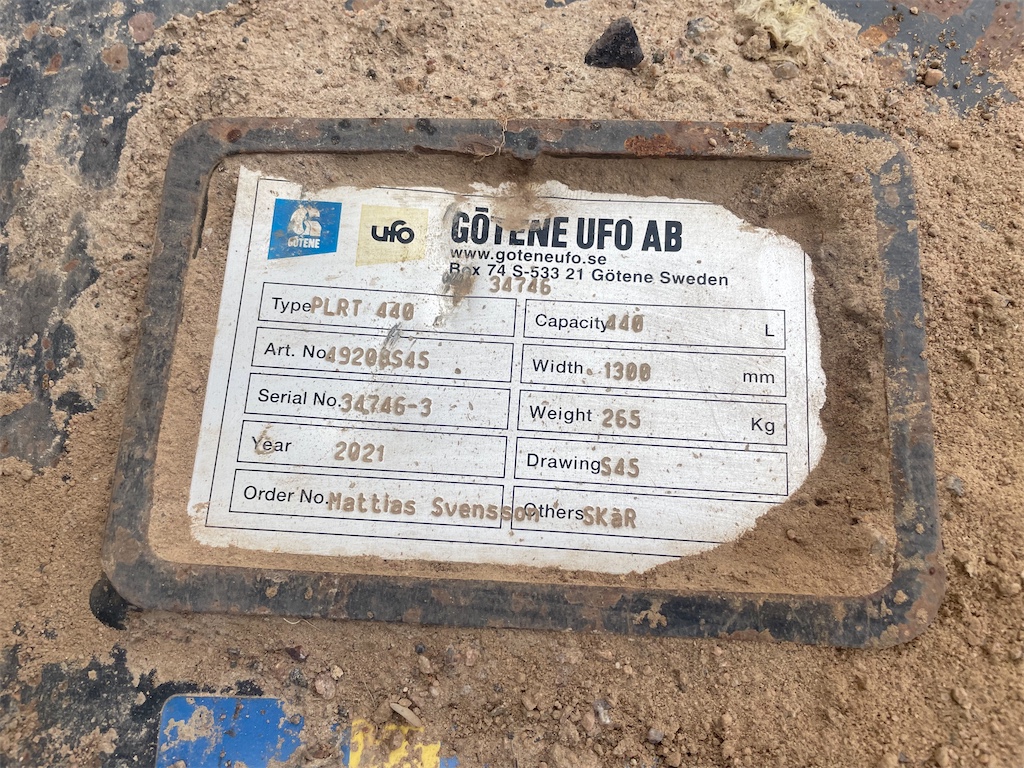 GÖTENE
ufo
GÖTENE UFO AB
www.goteneufo.se
Box 74 S-533 21 Götene Sweden
34746
Type PLRT 440
Capacity 440 L
Art. No. 49208S45
Width 1300 mm
Serial No. 34746-3
Weight 265 Kg
Year 2021
Drawing S45
Order No. Mattias Svensson
Others SKäR